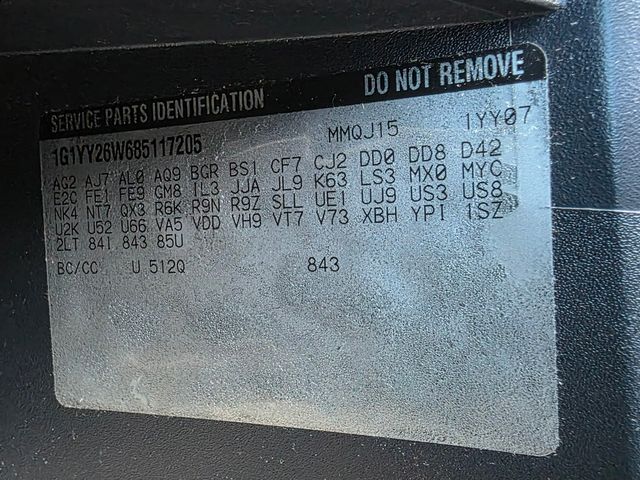 SERVICE PARTS IDENTIFICATION DO NOT REMOVE
1G1YY26W685117205 MMQJ15 1YY07
AG2 AJ7 AL0 AQ9 BGR BS1 CF7 CJ2 DD0 DD8 D42
E2C FE1 FE9 GM8 IL3 JJA JL9 K63 LS3 MX0 MYC
NK4 NT7 QX3 R6K R9N R9Z SLL UE1 UJ9 US3 US8
U2K U52 U66 VA5 VDD VH9 VT7 V73 XBH YP1 1SZ
2LT 841 843 85U
BC/CC U 512Q 843